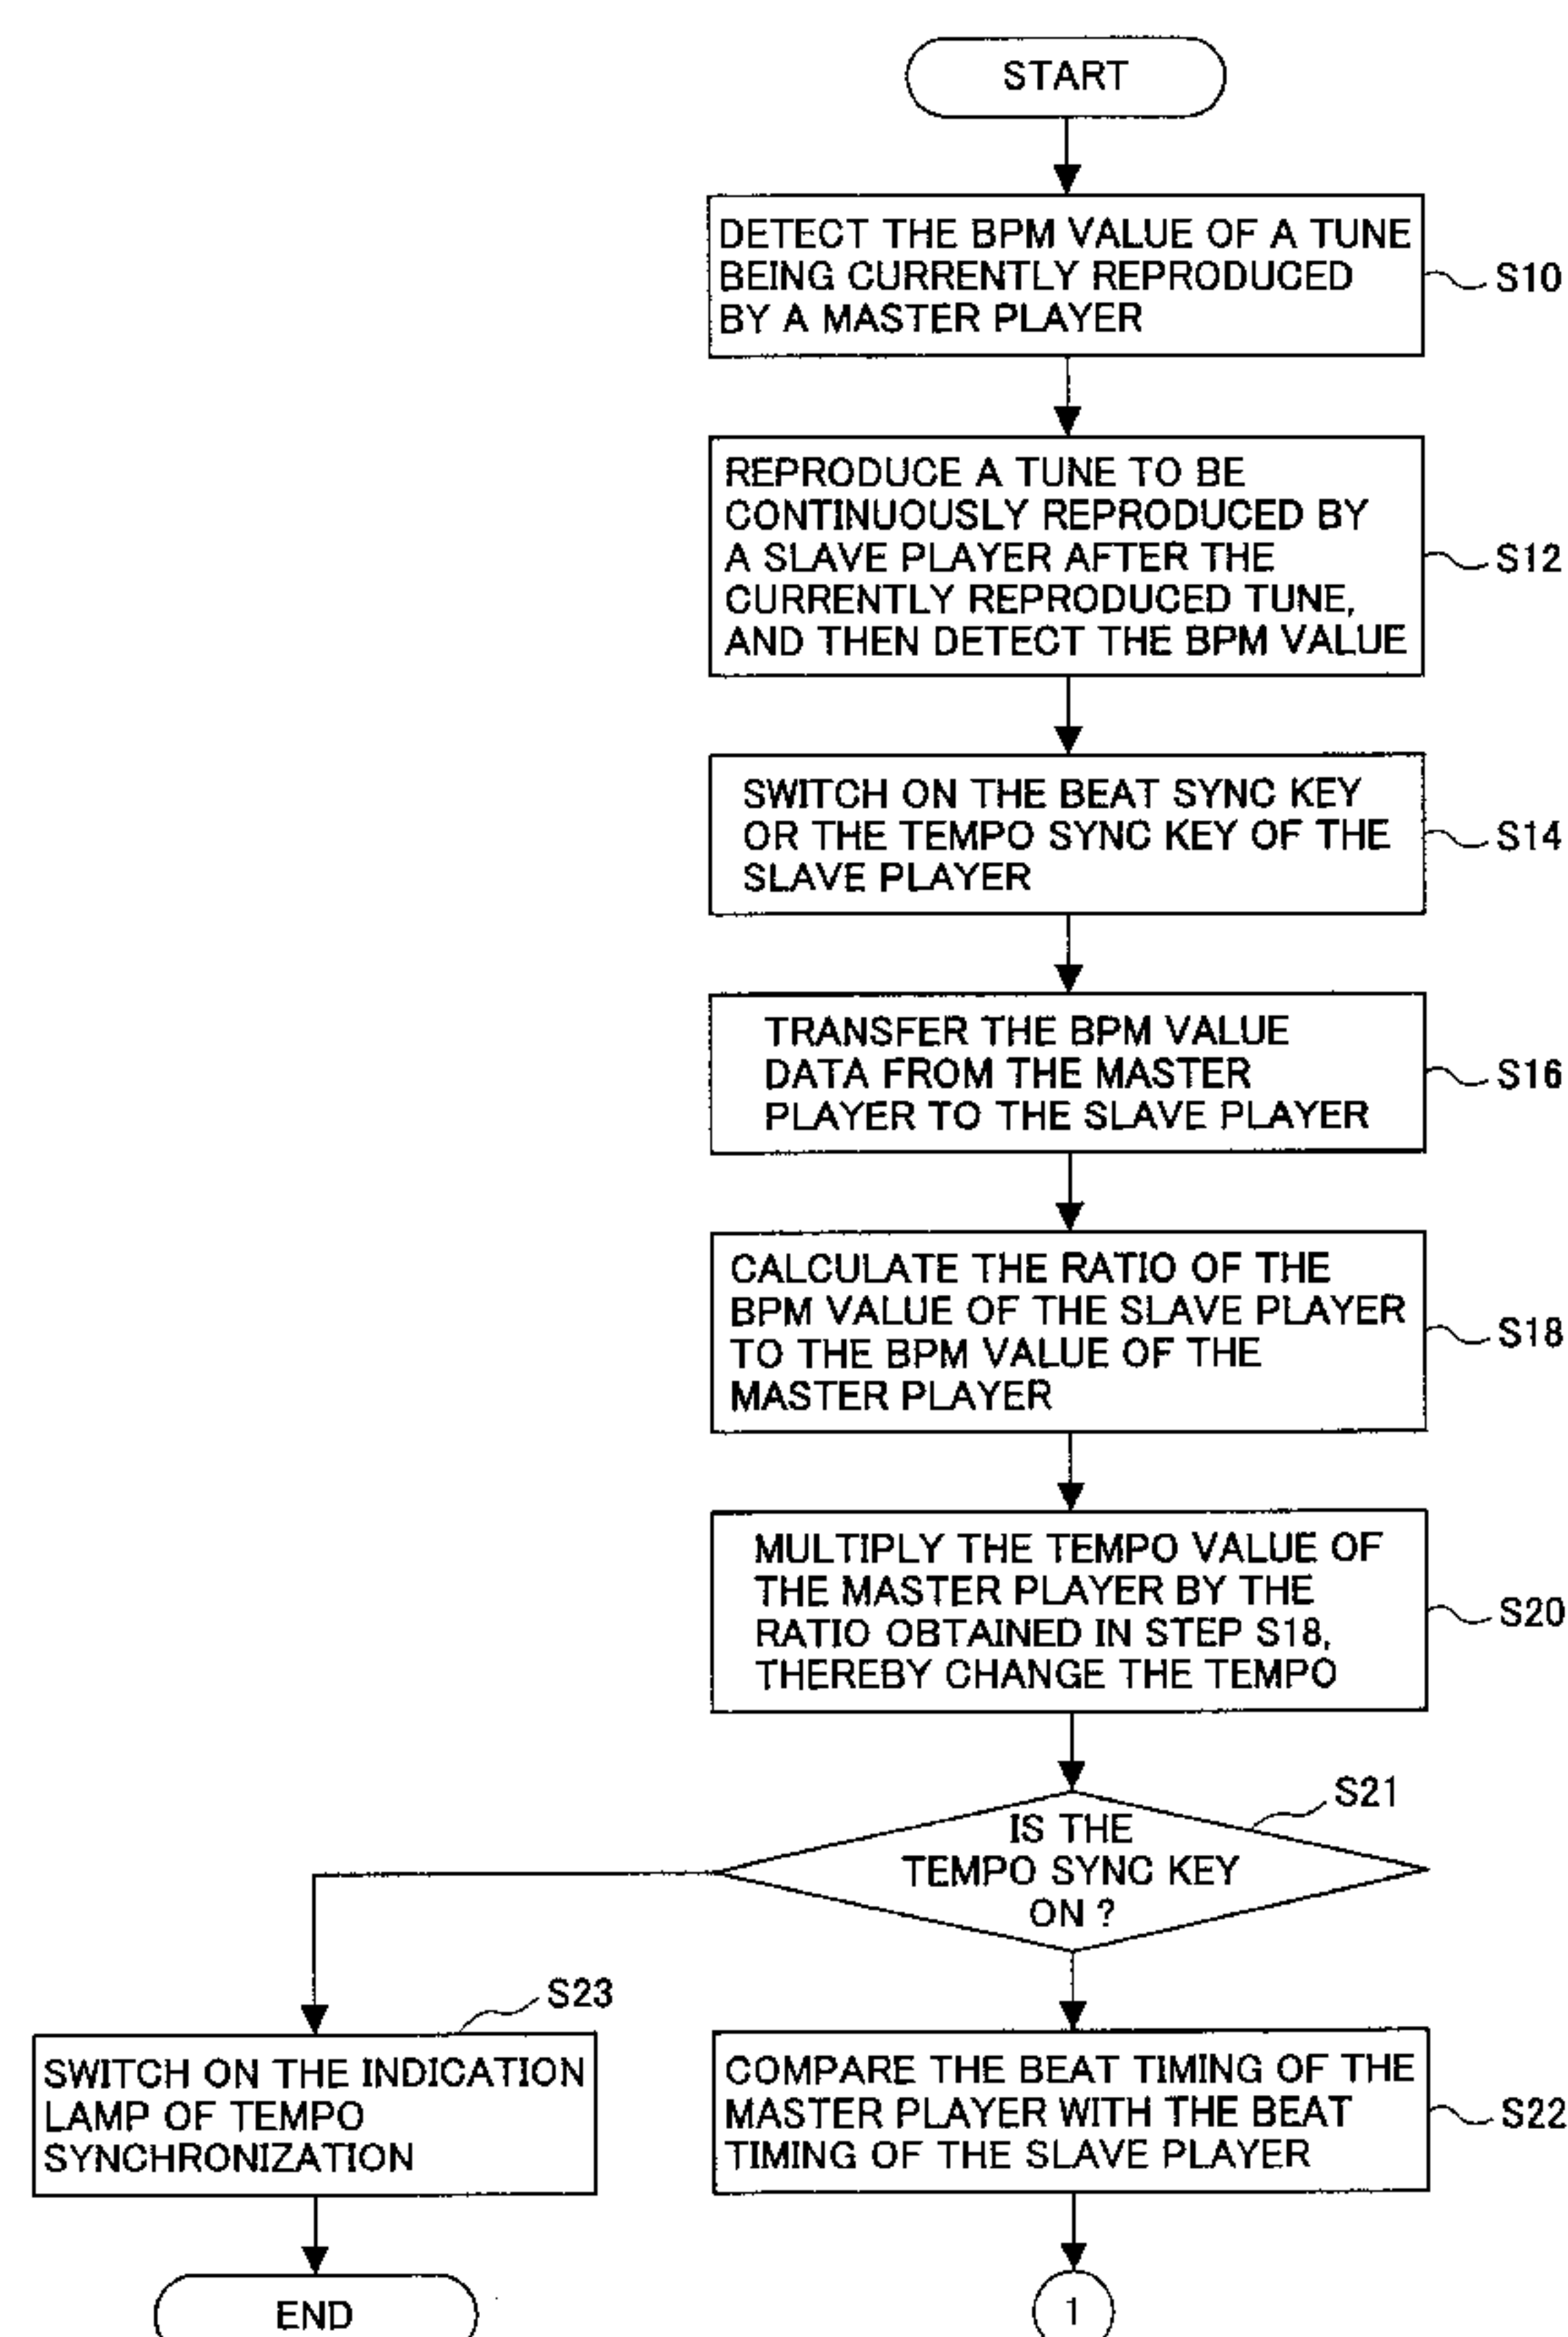 START
DETECT THE BPM VALUE OF A TUNE
BEING CURRENTLY REPRODUCED
BY A MASTER PLAYER
S10
REPRODUCE A TUNE TO BE
CONTINUOUSLY REPRODUCED BY
A SLAVE PLAYER AFTER THE
CURRENTLY REPRODUCED TUNE,
AND THEN DETECT THE BPM VALUE
S12
SWITCH ON THE BEAT SYNC KEY
OR THE TEMPO SYNC KEY OF THE
SLAVE PLAYER
S14
TRANSFER THE BPM VALUE
DATA FROM THE MASTER
PLAYER TO THE SLAVE PLAYER
S16
CALCULATE THE RATIO OF THE
BPM VALUE OF THE SLAVE PLAYER
TO THE BPM VALUE OF THE
MASTER PLAYER
S18
MULTIPLY THE TEMPO VALUE OF
THE MASTER PLAYER BY THE
RATIO OBTAINED IN STEP S18,
THEREBY CHANGE THE TEMPO
S20
S21
IS THE
TEMPO SYNC KEY
ON ?
S23
SWITCH ON THE INDICATION
LAMP OF TEMPO
SYNCHRONIZATION
COMPARE THE BEAT TIMING OF THE
MASTER PLAYER WITH THE BEAT
TIMING OF THE SLAVE PLAYER
S22
END
1